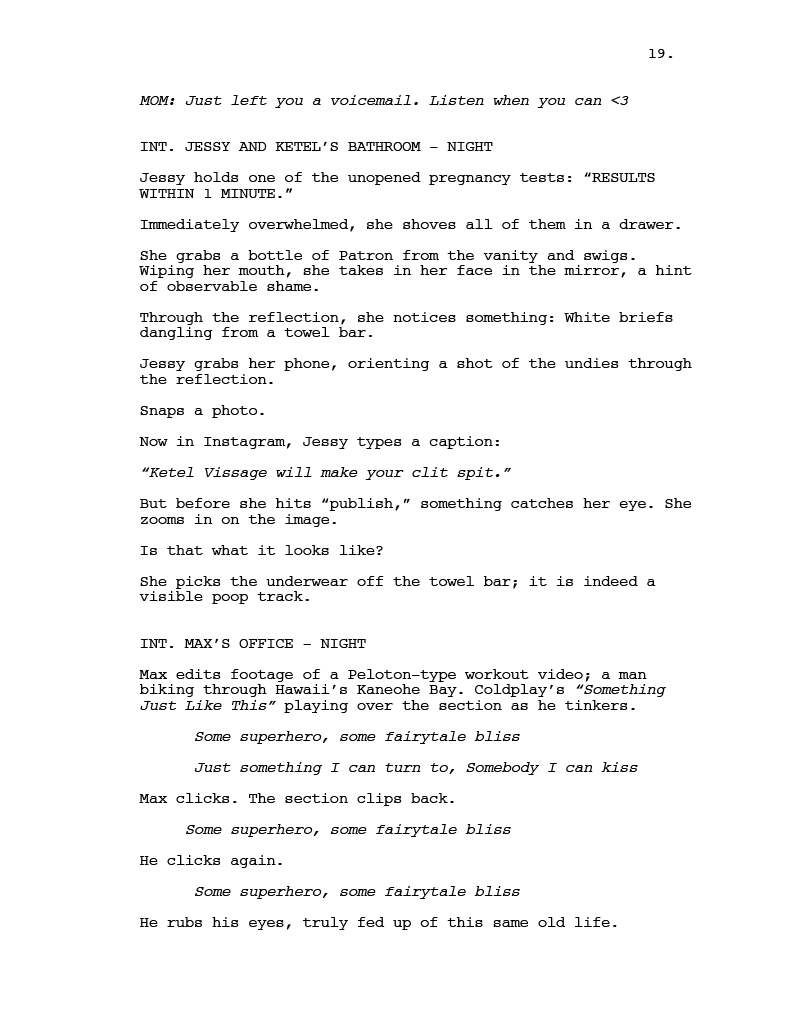 19.
MOM: Just left you a voicemail. Listen when you can <3
INT. JESSY AND KETEL’S BATHROOM – NIGHT
Jessy holds one of the unopened pregnancy tests: “RESULTS
WITHIN 1 MINUTE.”
Immediately overwhelmed, she shoves all of them in a drawer.
She grabs a bottle of Patron from the vanity and swigs.
Wiping her mouth, she takes in her face in the mirror, a hint
of observable shame.
Through the reflection, she notices something: White briefs
dangling from a towel bar.
Jessy grabs her phone, orienting a shot of the undies through
the reflection.
Snaps a photo.
Now in Instagram, Jessy types a caption:
“Ketel Vissage will make your clit spit.”
But before she hits “publish,” something catches her eye. She
zooms in on the image.
Is that what it looks like?
She picks the underwear off the towel bar; it is indeed a
visible poop track.
INT. MAX’S OFFICE – NIGHT
Max edits footage of a Peloton-type workout video; a man
biking through Hawaii’s Kaneohe Bay. Coldplay’s “Something
Just Like This” playing over the section as he tinkers.
Some superhero, some fairytale bliss
Just something I can turn to, Somebody I can kiss
Max clicks. The section clips back.
Some superhero, some fairytale bliss
He clicks again.
Some superhero, some fairytale bliss
He rubs his eyes, truly fed up of this same old life.